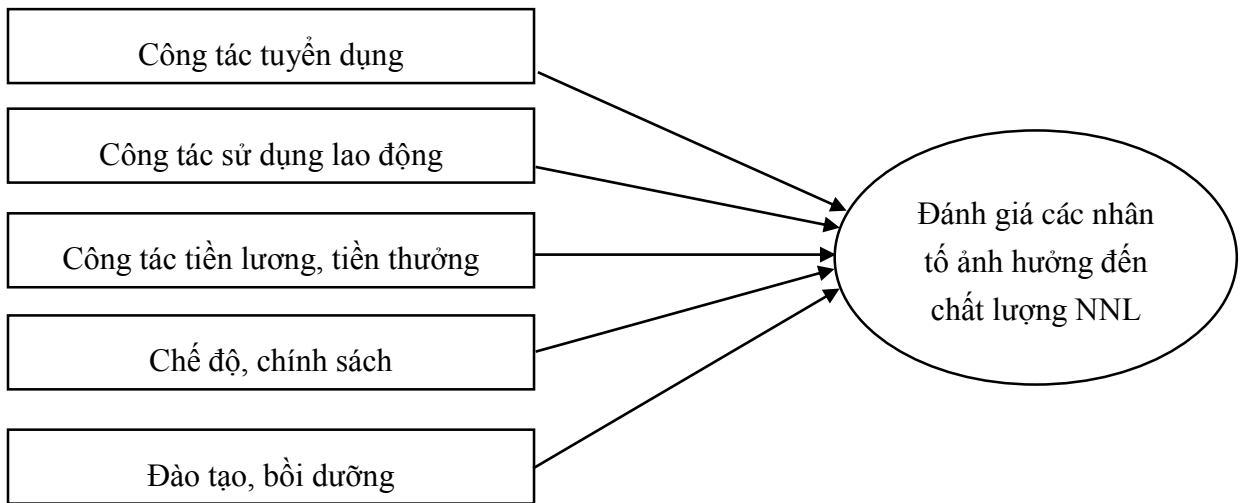 Công tác tuyển dụng
Công tác sử dụng lao động
Công tác tiền lương, tiền thưởng
Chế độ, chính sách
Đào tạo, bồi dưỡng
Đánh giá các nhân
tố ảnh hưởng đến
chất lượng NNL